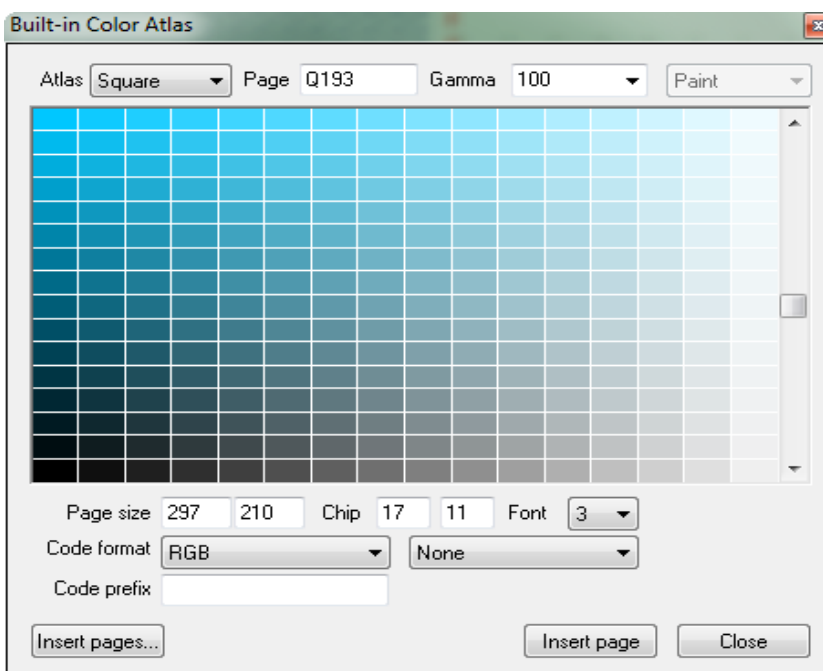 Built-in Color Atlas
Atlas Square Page Q193 Gamma 100 Paint
Page size 297 210 Chip 17 11 Font 3
Code format RGB None
Code prefix
Insert pages... Insert page Close